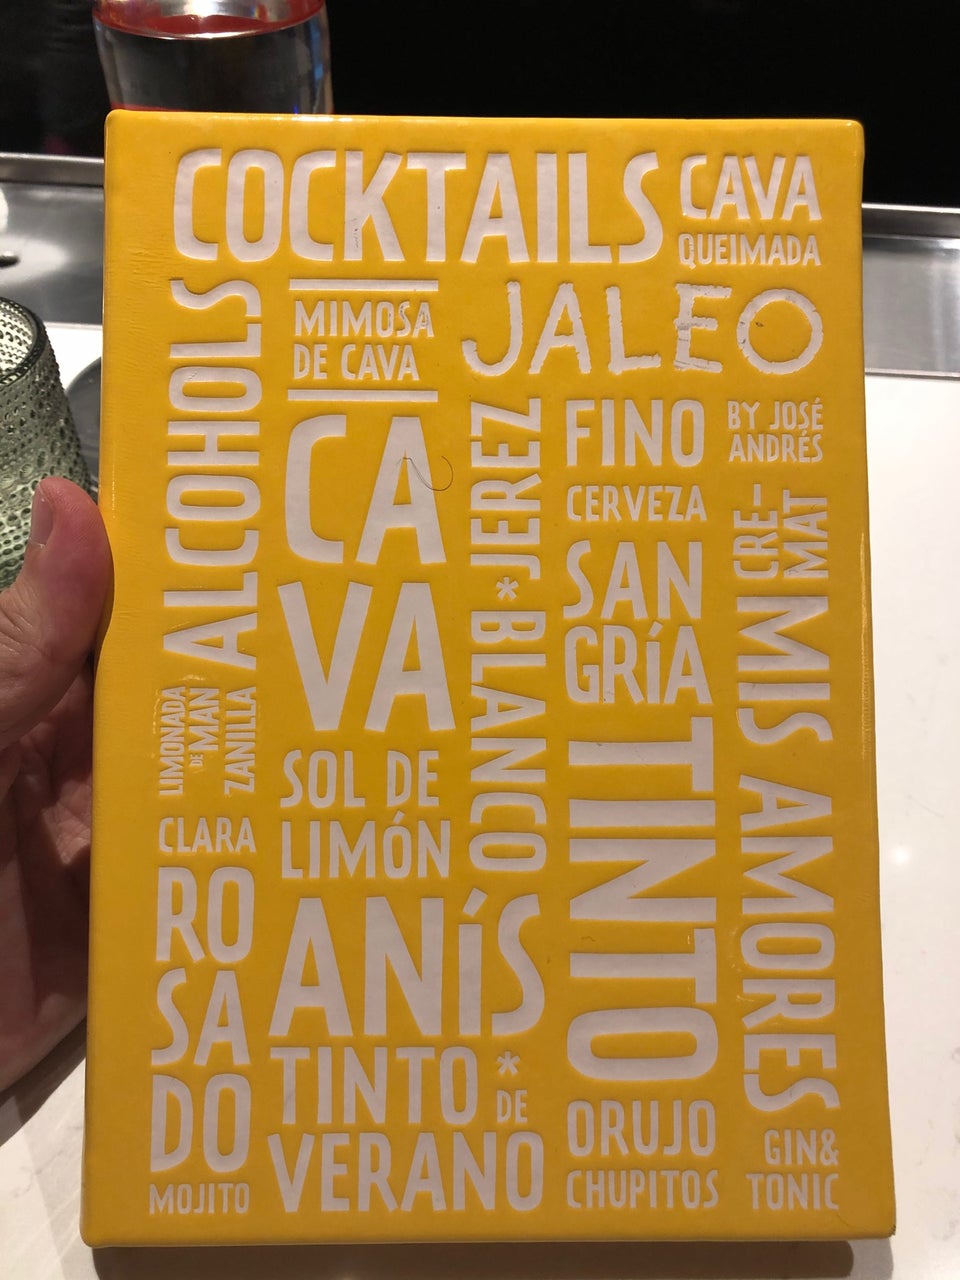 COCKTAILS
CAVA
QUEIMADA
ALCOHOLS
MIMOSA
DE CAVA
JALEO
BY JOSÉ
ANDRÉS
CA
VA
JEREZ * BLANCO
FINO
CERVEZA
SAN
GRÍA
CRE-
MAT
MIS AMORES
LIMONADA
DE MAN
ZANILLA
SOL DE
LIMÓN
TINTO
CLARA
RO
SA
DO
MOJITO
ANÍS
TINTO *
DE
VERANO
ORUJO
CHUPITOS
GIN&
TONIC